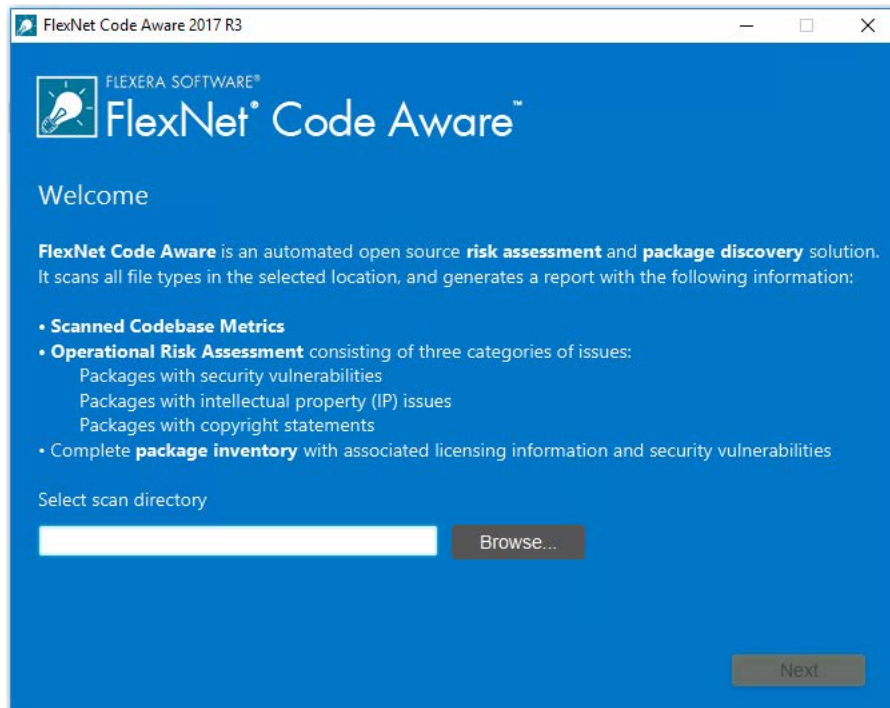 FlexNet Code Aware 2017 R3
FLEXERA SOFTWARE®
FlexNet® Code Aware™
Welcome
FlexNet Code Aware is an automated open source risk assessment and package discovery solution.
It scans all file types in the selected location, and generates a report with the following information:
• Scanned Codebase Metrics
• Operational Risk Assessment consisting of three categories of issues:
Packages with security vulnerabilities
Packages with intellectual property (IP) issues
Packages with copyright statements
• Complete package inventory with associated licensing information and security vulnerabilities
Select scan directory
Browse...
Next